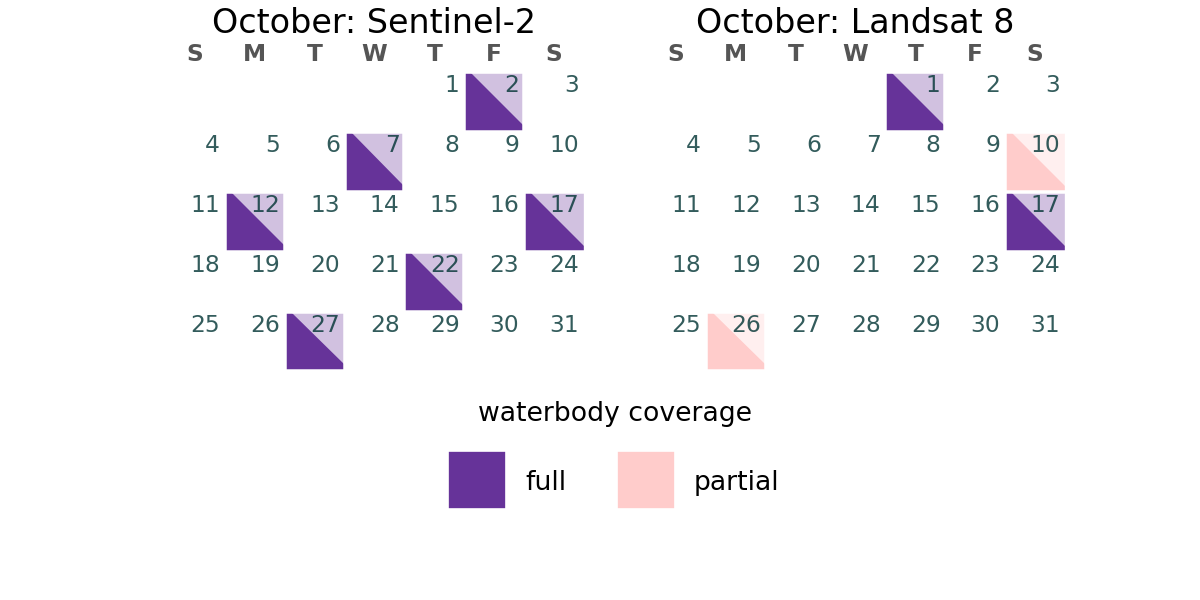 October: Sentinel-2
S M T W T F S
1 2 3
4 5 6 7 8 9 10
11 12 13 14 15 16 17
18 19 20 21 22 23 24
25 26 27 28 29 30 31
October: Landsat 8
S M T W T F S
1 2 3
4 5 6 7 8 9 10
11 12 13 14 15 16 17
18 19 20 21 22 23 24
25 26 27 28 29 30 31
waterbody coverage
full partial